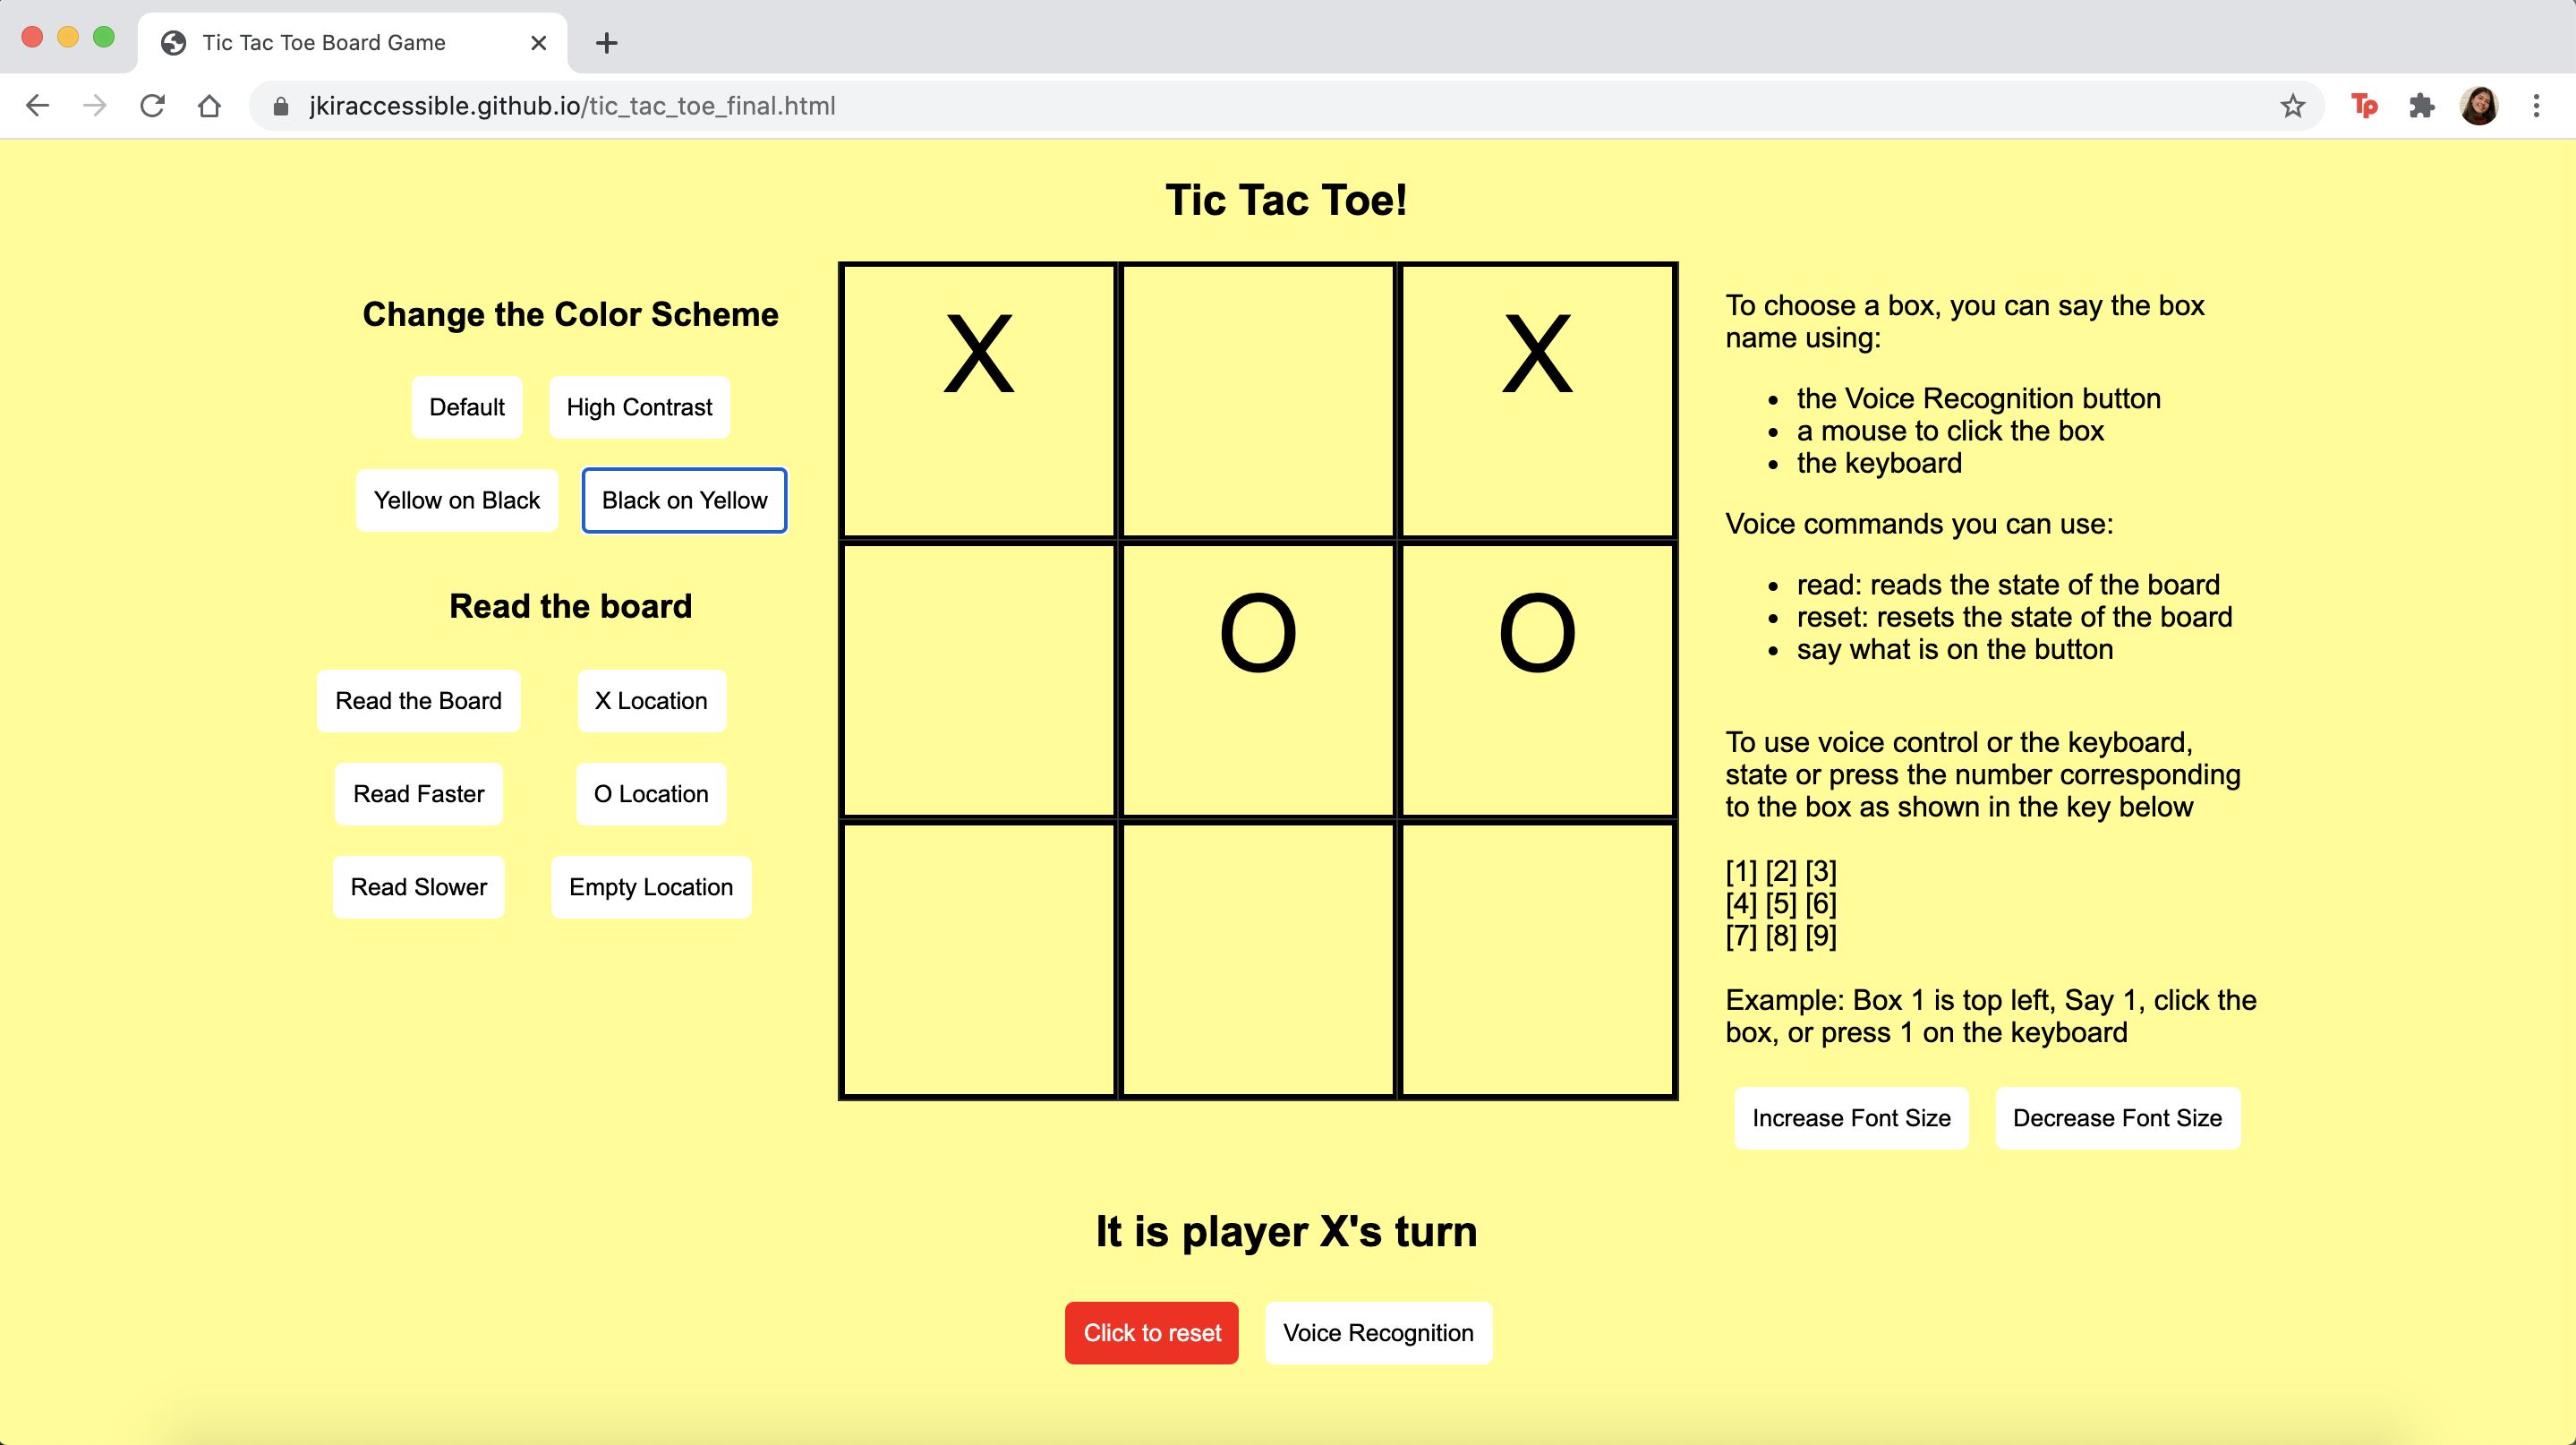 Tic Tac Toe Board Game
jkiraccessible.github.io/tic_tac_toe_final.html
Tp
Tic Tac Toe!
Change the Color Scheme
Default High Contrast
Yellow on Black Black on Yellow
Read the board
Read the Board X Location
Read Faster O Location
Read Slower Empty Location
X X
O O
To choose a box, you can say the box
name using:
• the Voice Recognition button
• a mouse to click the box
• the keyboard
Voice commands you can use:
• read: reads the state of the board
• reset: resets the state of the board
• say what is on the button
To use voice control or the keyboard,
state or press the number corresponding
to the box as shown in the key below
[1] [2] [3]
[4] [5] [6]
[7] [8] [9]
Example: Box 1 is top left, Say 1, click the
box, or press 1 on the keyboard
Increase Font Size Decrease Font Size
It is player X's turn
Click to reset Voice Recognition